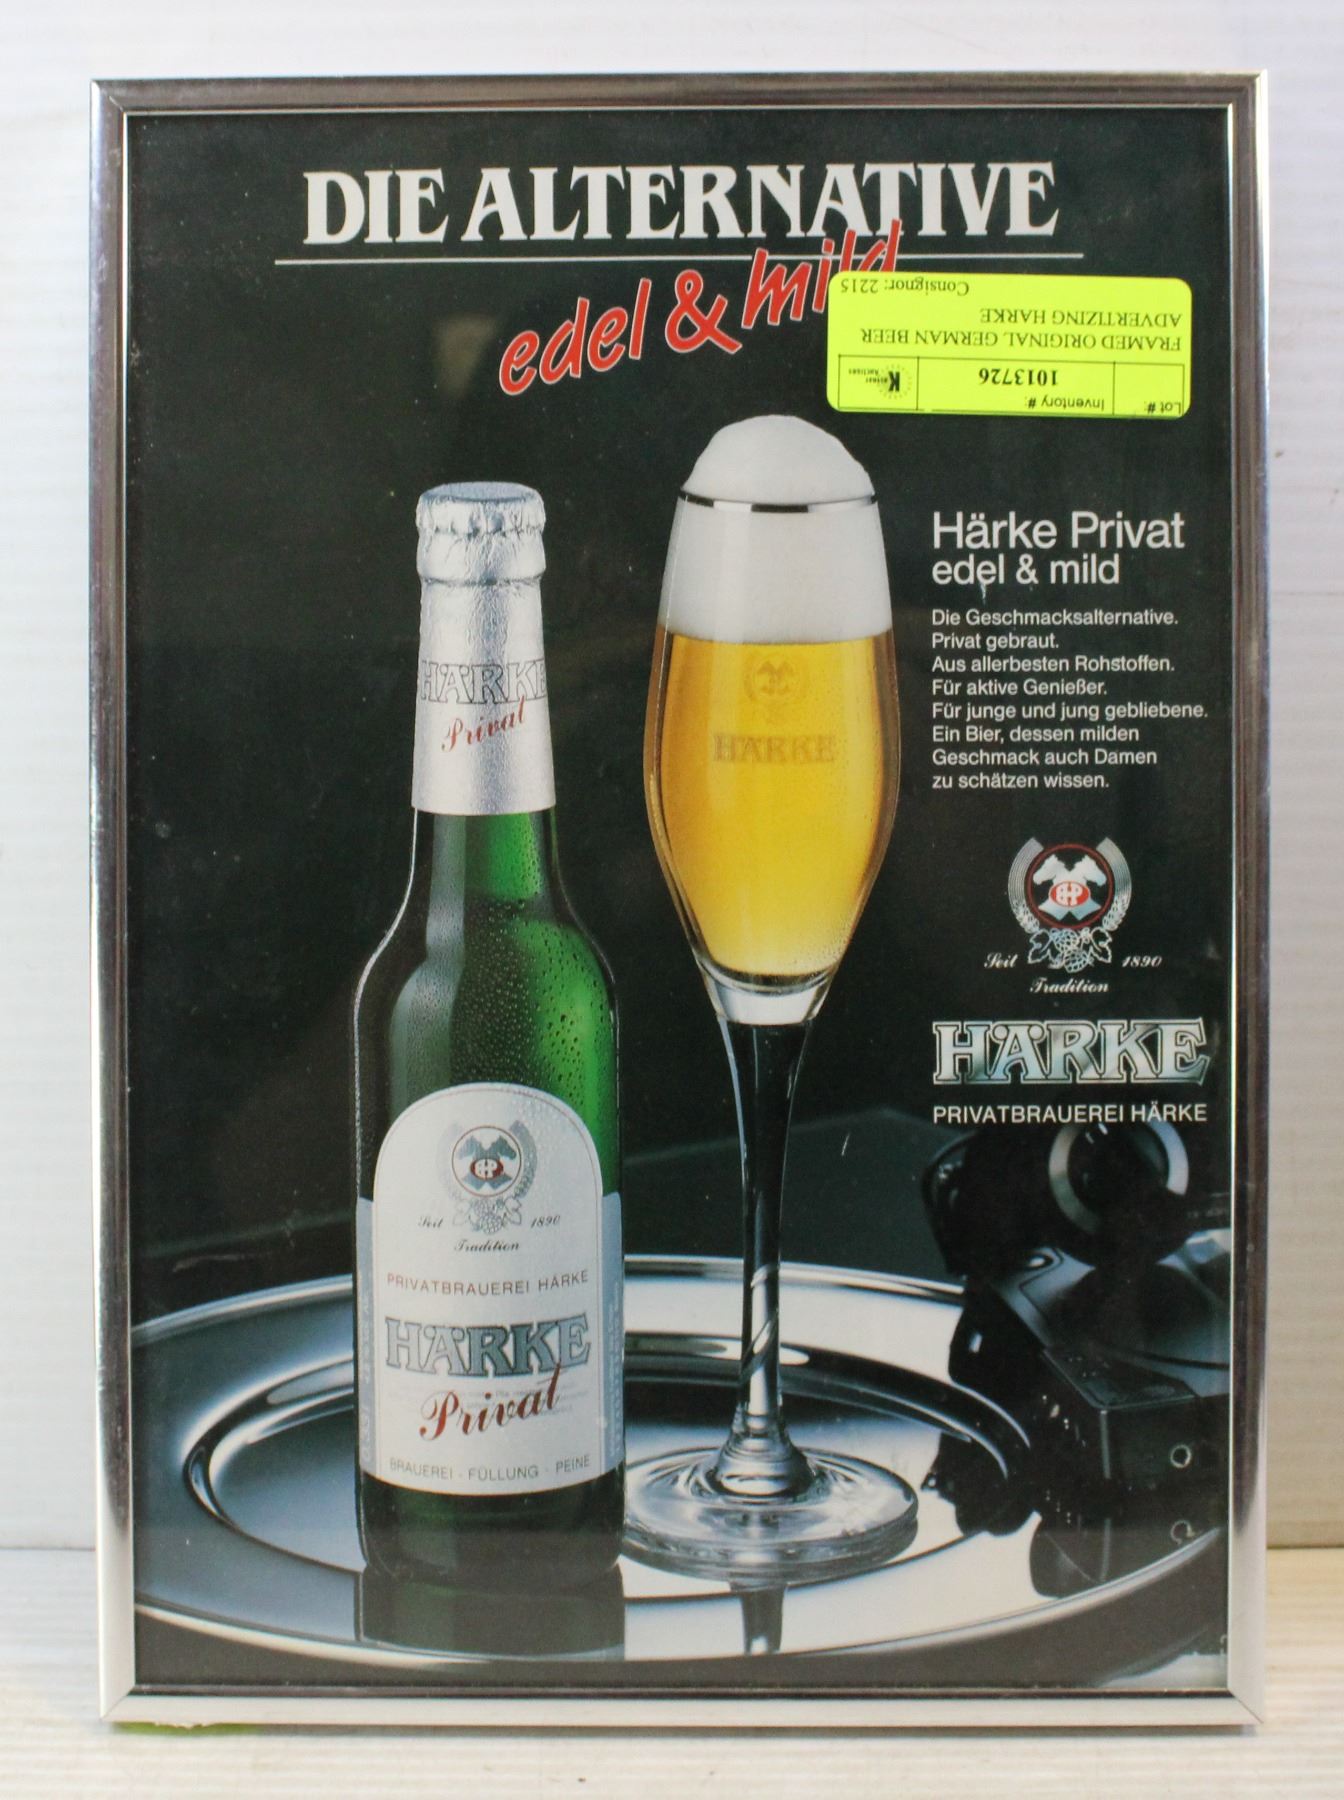 DIE ALTERNATIVE
edel & mild
Consignor: 2215
FRAMED ORIGINAL GERMAN BEER
ADVERTIZING HARKE
Lot #:
Inventory #:
1013726
K
Härke Privat
edel & mild
Die Geschmacksalternative.
Privat gebraut.
Aus allerbesten Rohstoffen.
Für aktive Genießer.
Für junge und jung gebliebene.
Ein Bier, dessen milden
Geschmack auch Damen
zu schätzen wissen.
Seit 1890
Tradition
HÄRKE
PRIVATBRAUEREI HÄRKE
HÄRKE
Privat
HÄRKE
Seit 1890
Tradition
PRIVATBRAUEREI HÄRKE
HÄRKE
Privat
BRAUEREI - FÜLLUNG - PEINE